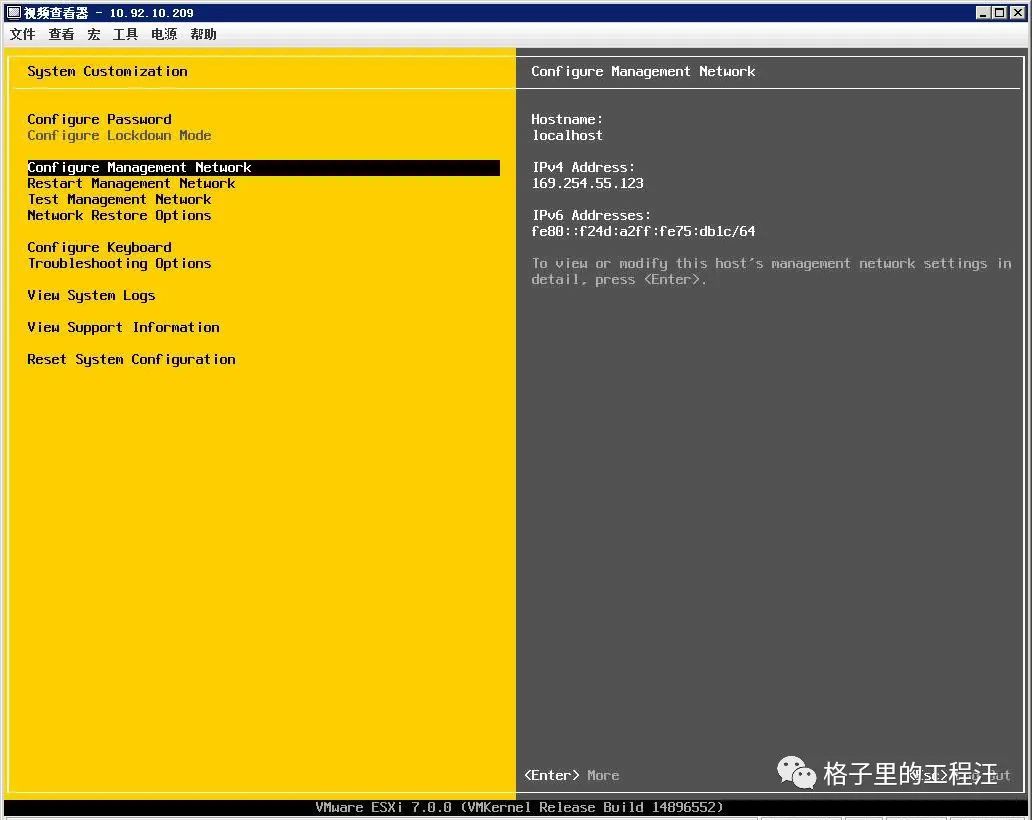 视频查看器 - 10.92.10.209
文件 查看 宏 工具 电源 帮助
System Customization
Configure Password
Configure Lockdown Mode
Configure Management Network
Restart Management Network
Test Management Network
Network Restore Options
Configure Keyboard
Troubleshooting Options
View System Logs
View Support Information
Reset System Configuration
Configure Management Network
Hostname:
localhost
IPv4 Address:
169.254.55.123
IPv6 Addresses:
fe80::f24d:a2ff:fe75:db1c/64
To view or modify this host's management network settings in
detail, press <Enter>.
<Enter> More
格子里的工程汪
VMware ESXi 7.0.0 (VMKernel Release Build 14896552)